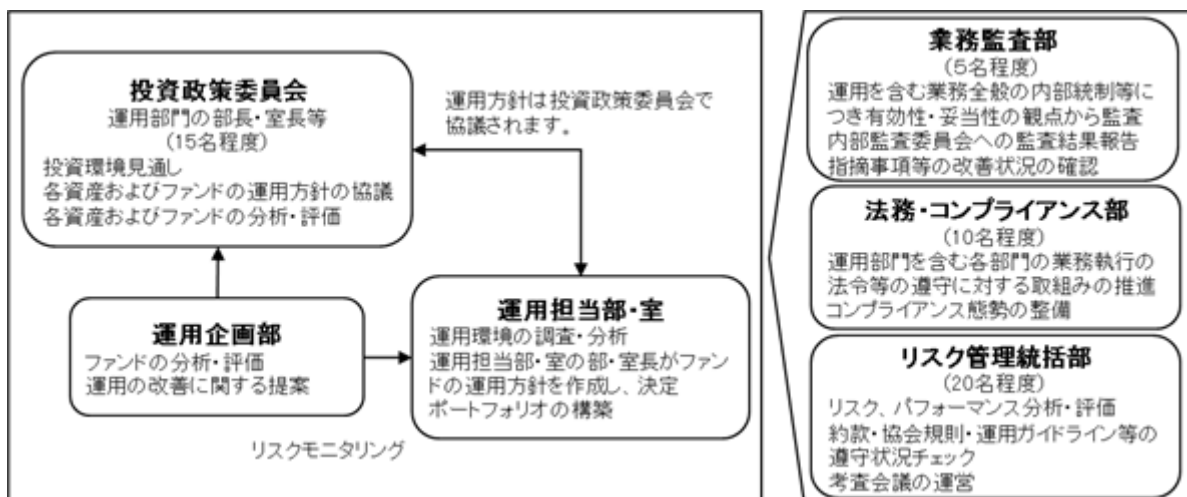 投資政策委員会
運用部門の部長・室長等
(15名程度)
投資環境見通し
各資産およびファンドの運用方針の協議
各資産およびファンドの分析・評価
運用方針は投資政策委員会で
協議されます。
運用企画部
ファンドの分析・評価
運用の改善に関する提案
運用担当部・室
運用環境の調査・分析
運用担当部・室の部・室長がファン
ドの運用方針を作成し、決定
ポートフォリオの構築
リスクモニタリング
業務監査部
(5名程度)
運用を含む業務全般の内部統制等に
つき有効性・妥当性の観点から監査
内部監査委員会への監査結果報告
指摘事項等の改善状況の確認
法務・コンプライアンス部
(10名程度)
運用部門を含む各部門の業務執行の
法令等の遵守に対する取組みの推進
コンプライアンス態勢の整備
リスク管理統括部
(20名程度)
リスク、パフォーマンス分析・評価
約款・協会規則・運用ガイドライン等の
遵守状況チェック
考査会議の運営